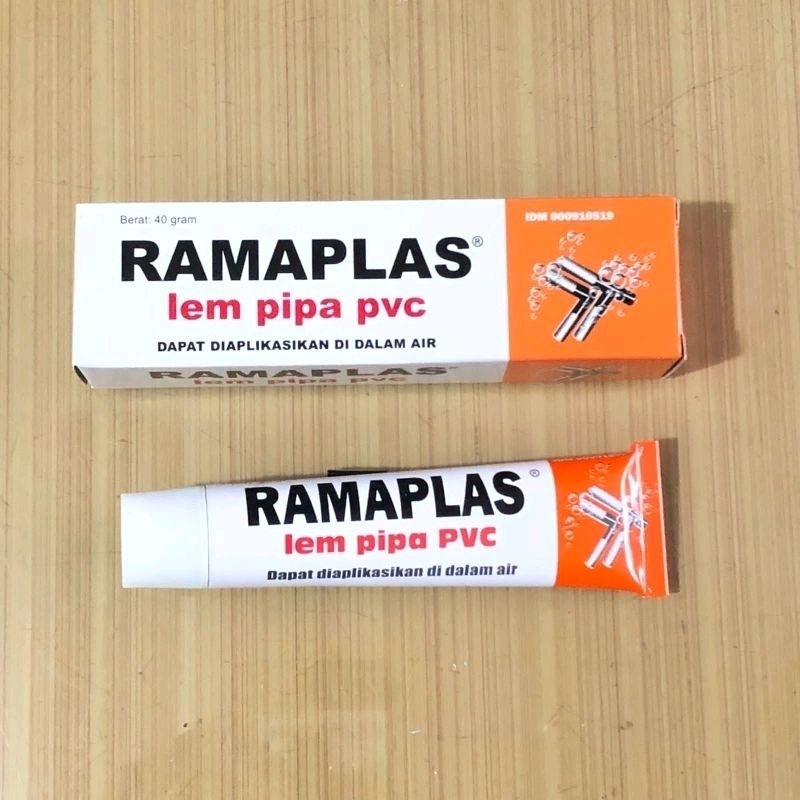 Berat: 40 gram
IDM 000910519
RAMAPLAS®
lem pipa pvc
DAPAT DIAPLIKASIKAN DI DALAM AIR
RAMAPLAS®
lem pipa pvc
RAMAPLAS®
lem pipa PVC
Dapat diaplikasikan di dalam air